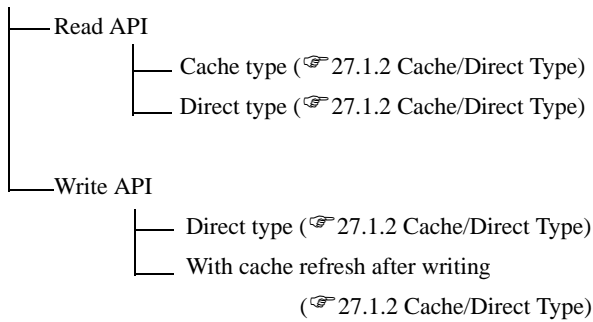 Read API
Cache type (☞27.1.2 Cache/Direct Type)
Direct type (☞27.1.2 Cache/Direct Type)
Write API
Direct type (☞27.1.2 Cache/Direct Type)
With cache refresh after writing
(☞27.1.2 Cache/Direct Type)